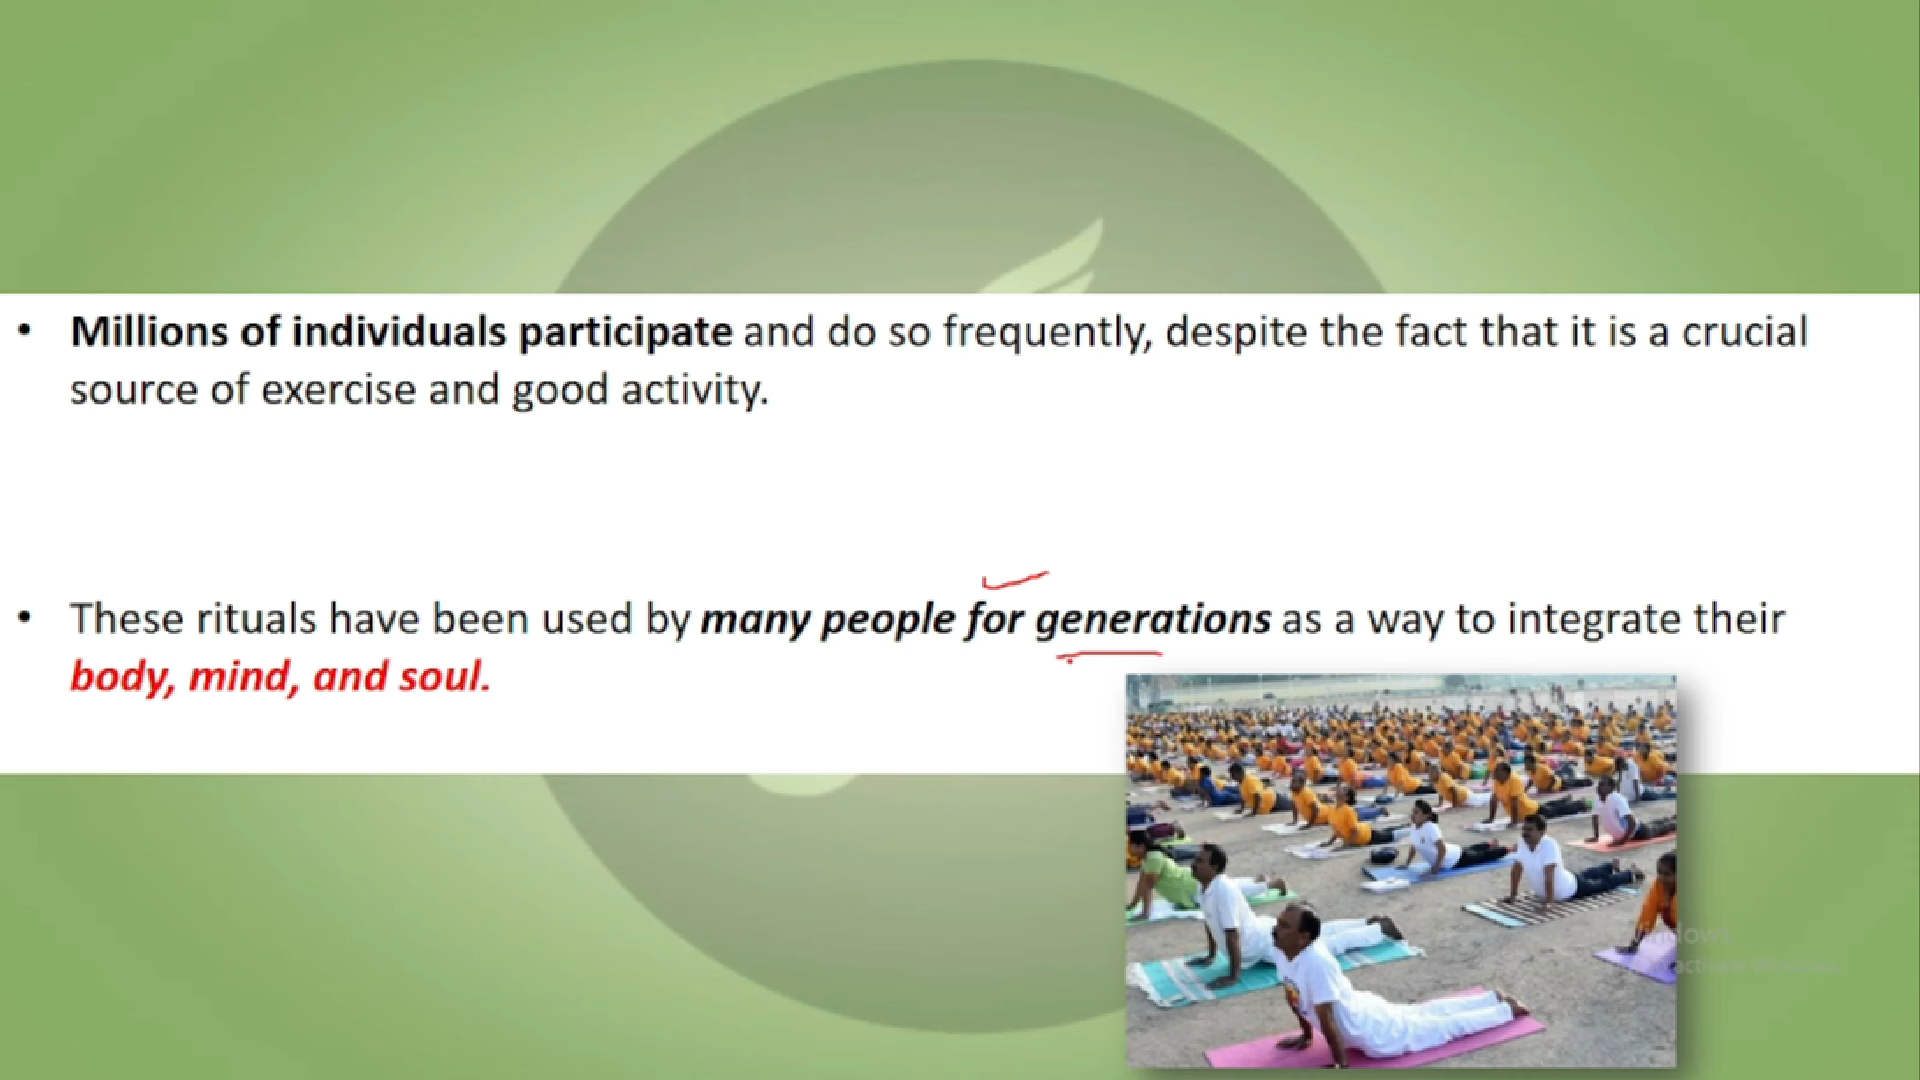 • Millions of individuals participate and do so frequently, despite the fact that it is a crucial
source of exercise and good activity.
• These rituals have been used by many people for generations as a way to integrate their
body, mind, and soul.